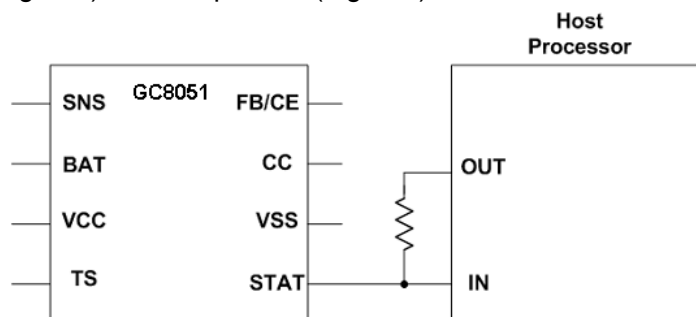 Host
Processor
GC8051
SNS
FB/CE
BAT
CC
OUT
VCC
VSS
TS
STAT
IN